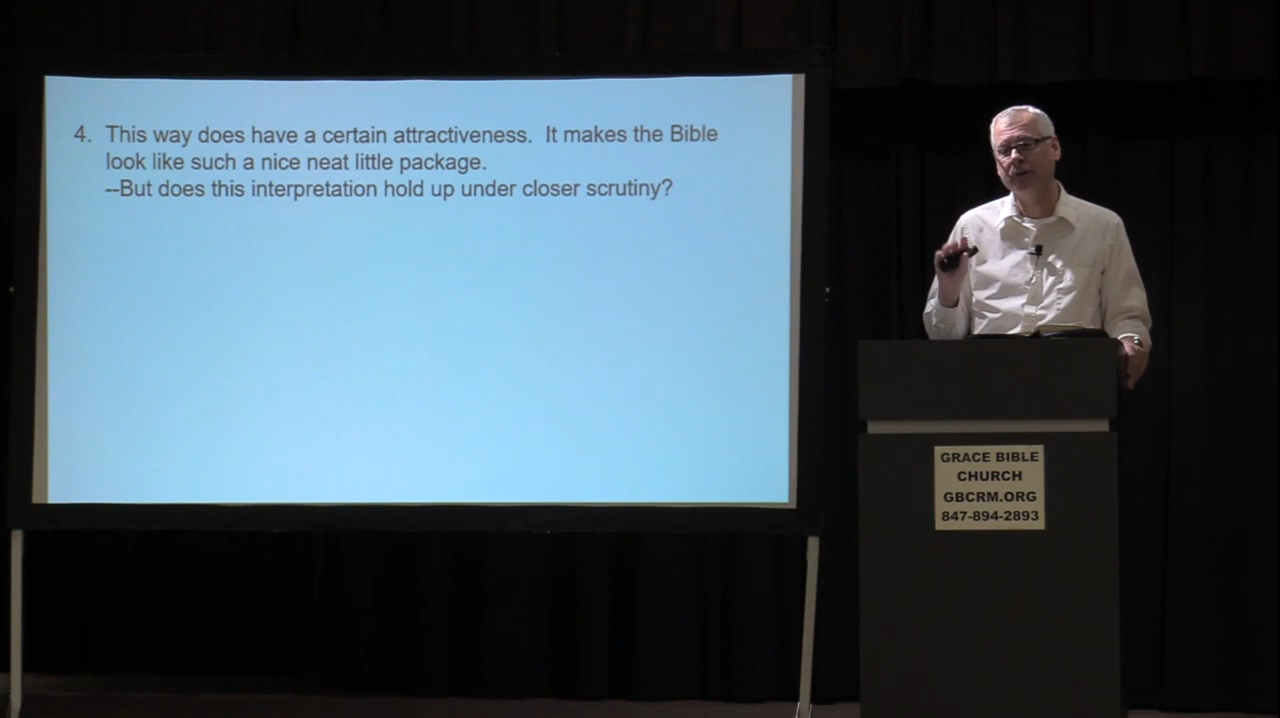 4. This way does have a certain attractiveness. It makes the Bible
look like such a nice neat little package.
--But does this interpretation hold up under closer scrutiny?
GRACE BIBLE
CHURCH
GBCRM.ORG
847-894-2893